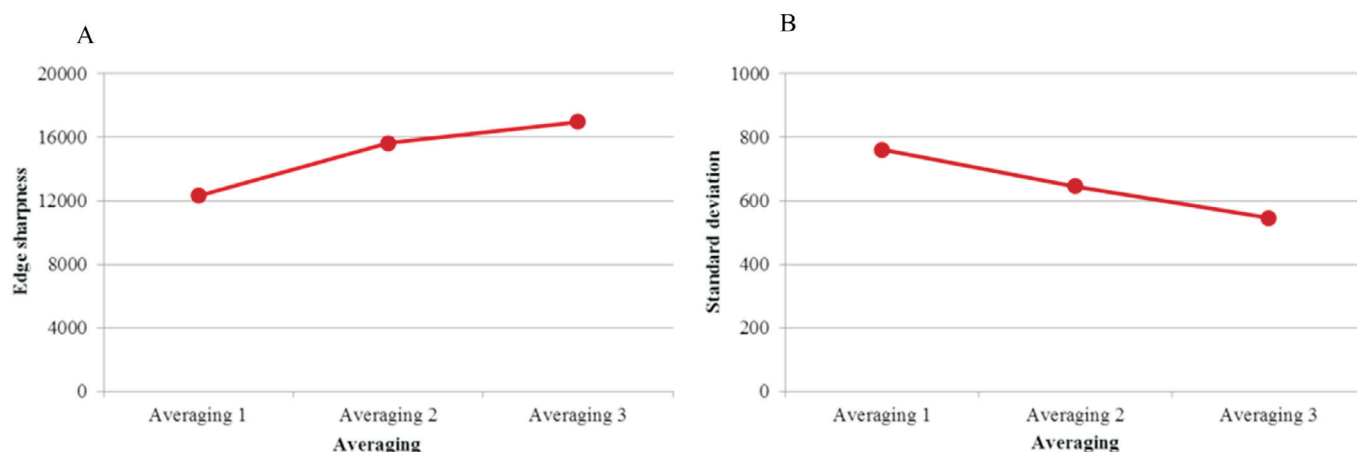 A
20000
16000
12000
8000
4000
0
Edge sharpness
Averaging 1 Averaging 2 Averaging 3
Averaging
B
1000
800
600
400
200
0
Standard deviation
Averaging 1 Averaging 2 Averaging 3
Averaging